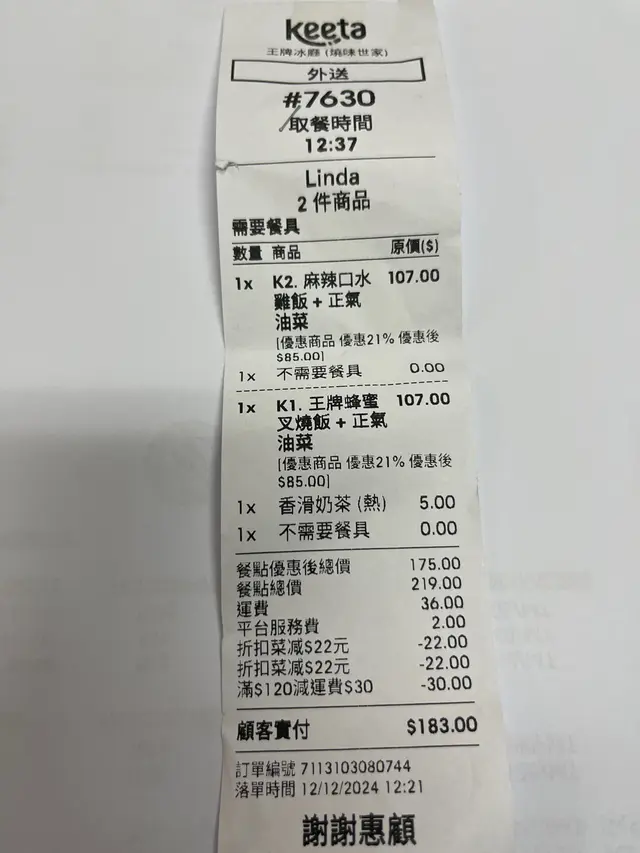 Keeta
王牌冰廳 (燒味世家)
外送
#7630
取餐時間
12:37
Linda
2 件商品
需要餐具
數量 商品 原價($)
1x K2. 麻辣口水 107.00
雞飯 + 正氣
油菜
[優惠商品 優惠21% 優惠後
$85.00]
1x 不需要餐具 0.00
1x K1. 王牌蜂蜜 107.00
叉燒飯 + 正氣
油菜
[優惠商品 優惠21% 優惠後
$85.00]
1x 香滑奶茶 (熱) 5.00
1x 不需要餐具 0.00
餐點優惠後總價 175.00
餐點總價 219.00
運費 36.00
平台服務費 2.00
折扣菜减$22元 -22.00
折扣菜减$22元 -22.00
滿$120減運費$30 -30.00
顧客實付 $183.00
訂單編號 7113103080744
落單時間 12/12/2024 12:21
謝謝惠顧